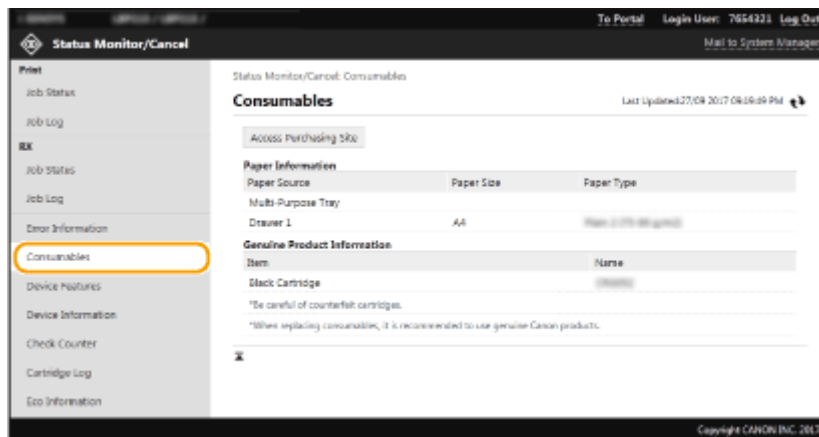 To Portal Login User: 7654321 Log Out
Status Monitor/Cancel
Mail to System Manager
Print
Job Status
Job Log
RX
Job Status
Job Log
Error Information
Consumables
Device Features
Device Information
Check Counter
Cartridge Log
Eco Information
Status Monitor/Cancel: Consumables
Consumables
Last Updated:27/09 2017 09:19:49 PM
Access Purchasing Site
Paper Information
Paper Source Paper Size Paper Type
Multi-Purpose Tray
Drawer 1 A4
Genuine Product Information
Item Name
Black Cartridge
*Be careful of counterfeit cartridges.
*When replacing consumables, it is recommended to use genuine Canon products.
Copyright CANON INC. 2017